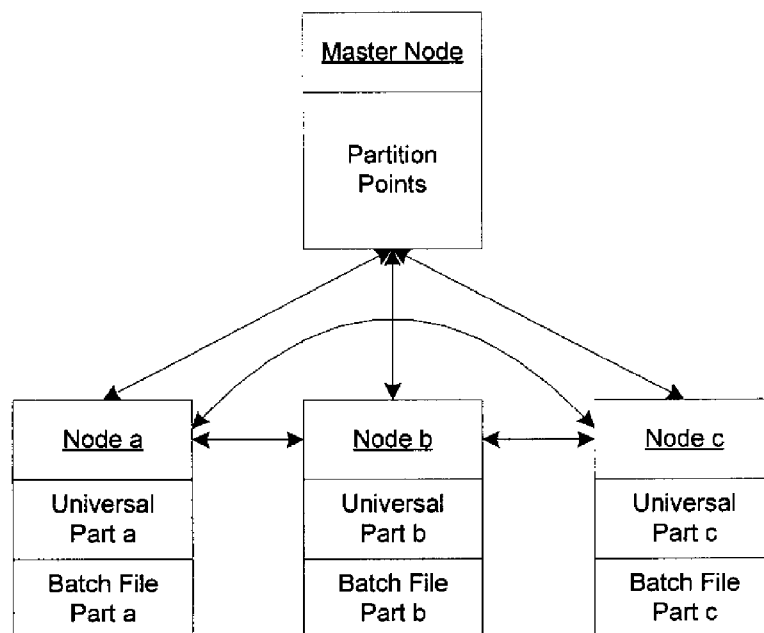 Master Node
Partition
Points
Node a
Node b
Node c
Universal
Part a
Universal
Part b
Universal
Part c
Batch File
Part a
Batch File
Part b
Batch File
Part c